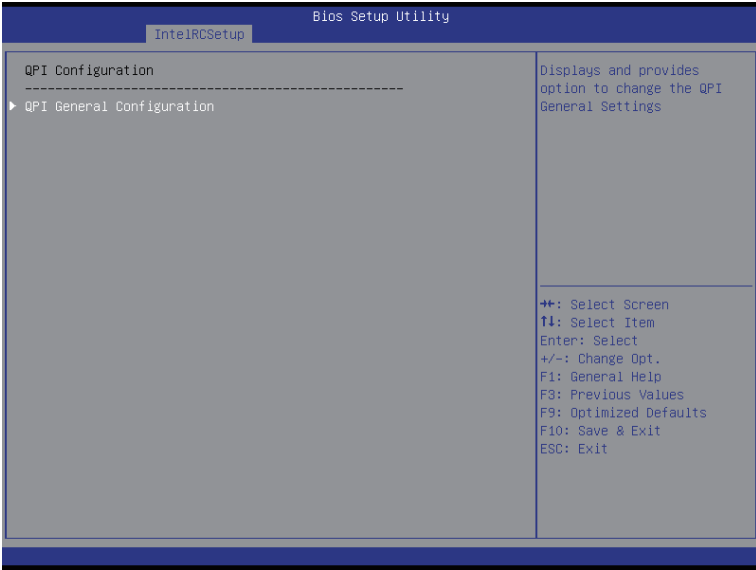 Bios Setup Utility
IntelRCSetup
QPI Configuration
--------------------------------------------------
QPI General Configuration
Displays and provides
option to change the QPI
General Settings
→←: Select Screen
↑↓: Select Item
Enter: Select
+/-: Change Opt.
F1: General Help
F3: Previous Values
F9: Optimized Defaults
F10: Save & Exit
ESC: Exit